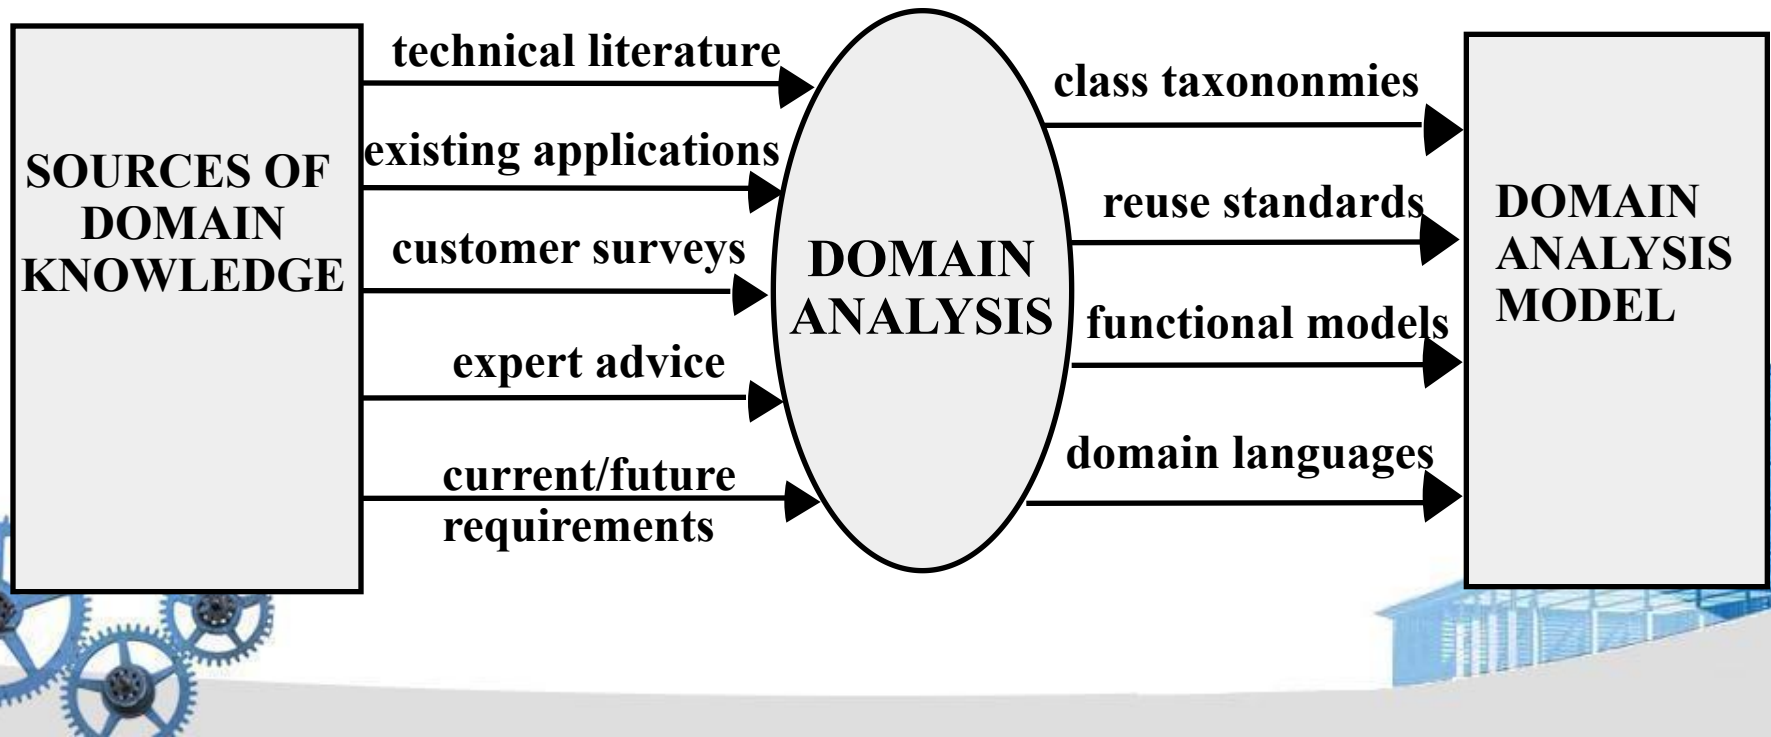 SOURCES OF
DOMAIN
KNOWLEDGE
technical literature
existing applications
customer surveys
expert advice
current/future
requirements
DOMAIN
ANALYSIS
class taxononmies
reuse standards
functional models
domain languages
DOMAIN
ANALYSIS
MODEL